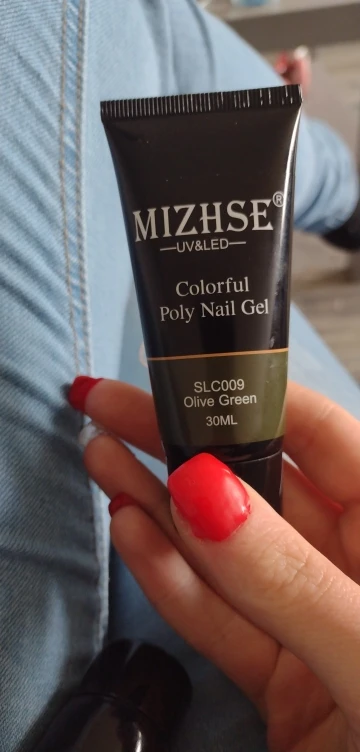 MIZHSE®
—UV&LED—
Colorful
Poly Nail Gel
SLC009
Olive Green
30ML